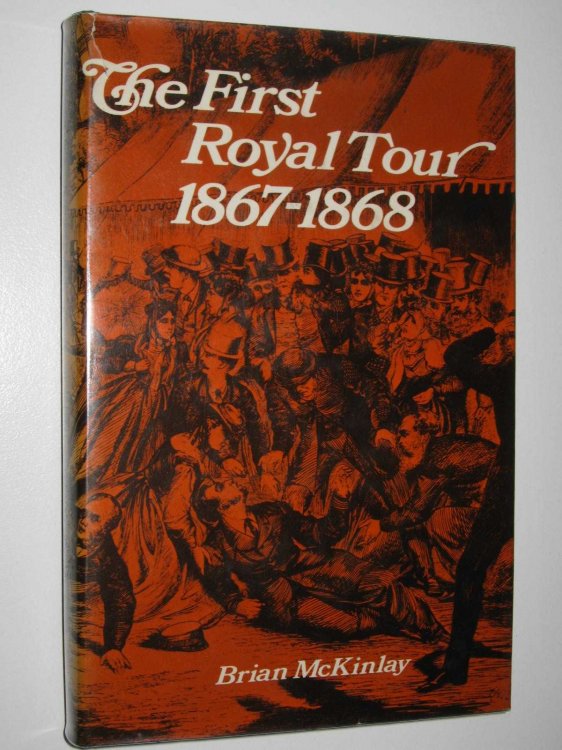 The First
Royal Tour
1867-1868
Brian McKinlay